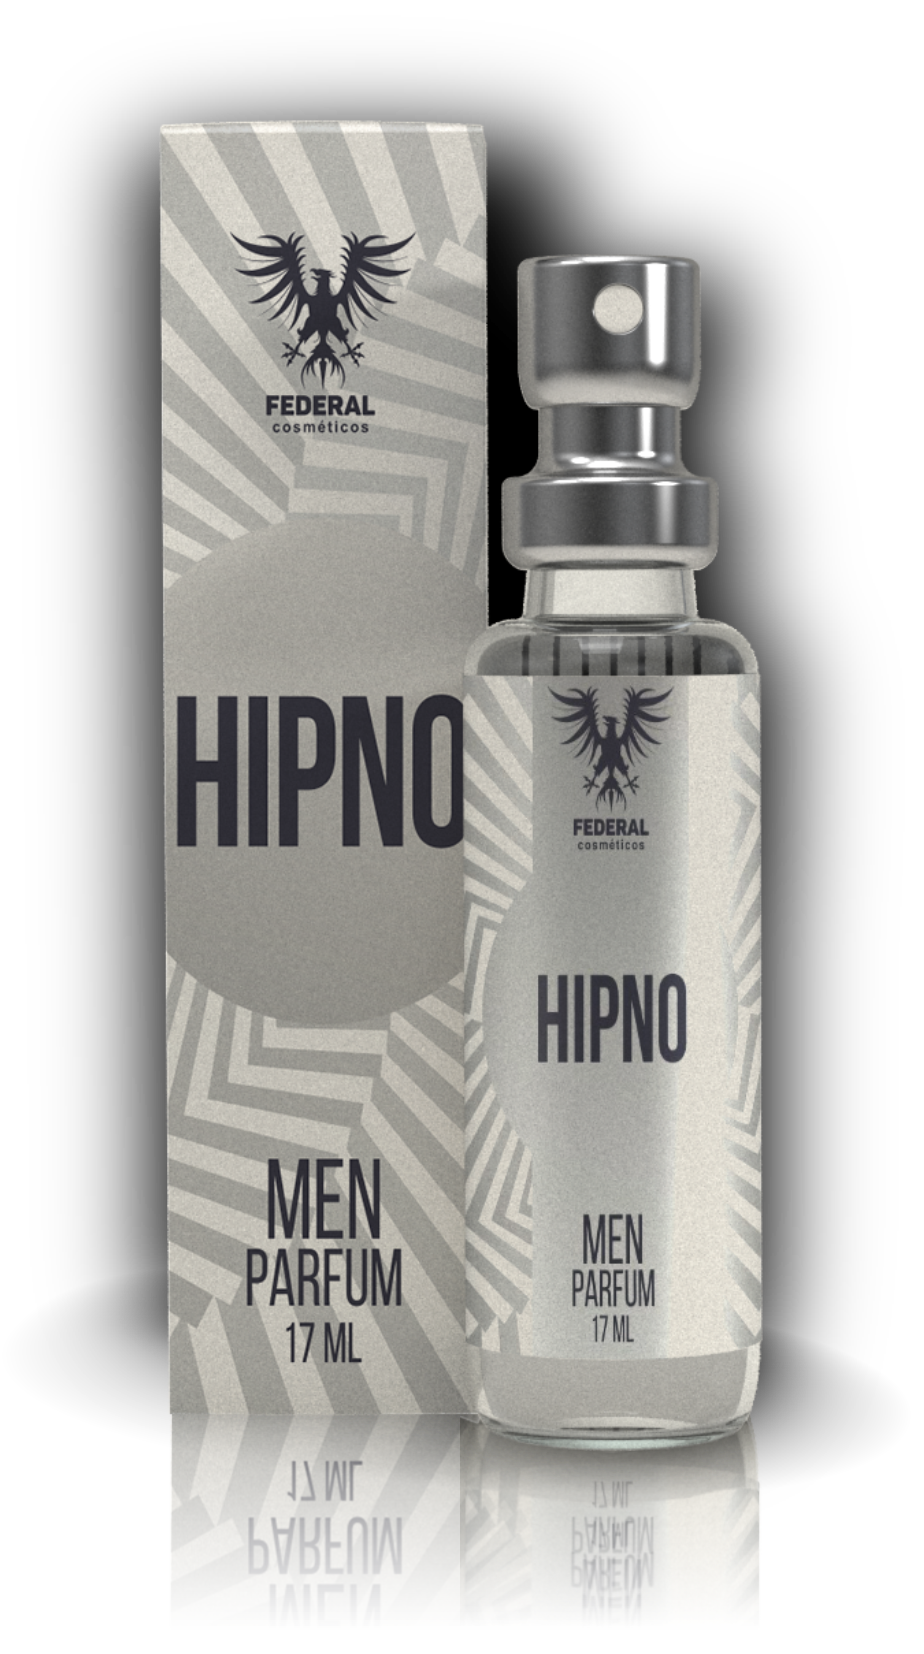 FEDERAL
cosméticos
HIPNO
MEN
PARFUM
17 ML
FEDERAL
cosméticos
HIPNO
MEN
PARFUM
17 ML